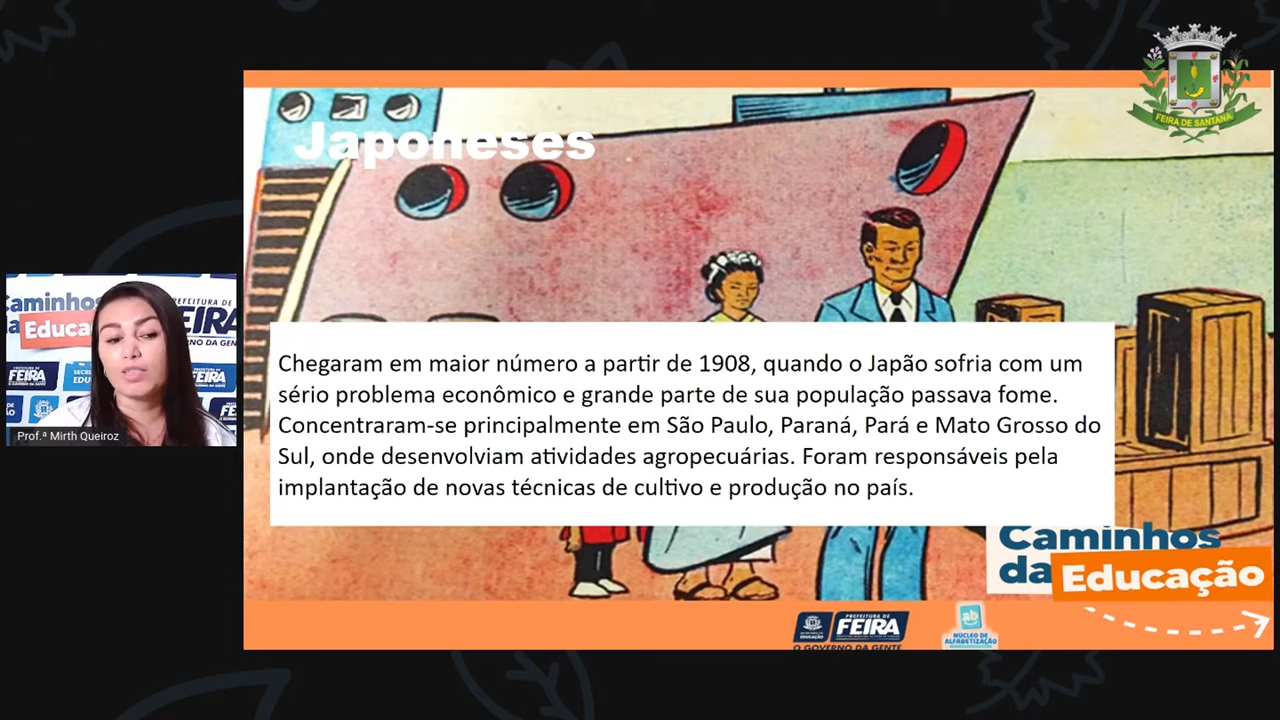 FEIRA DE SANTANA
Japoneses
Chegaram em maior número a partir de 1908, quando o Japão sofria com um
sério problema econômico e grande parte de sua população passava fome.
Concentraram-se principalmente em São Paulo, Paraná, Pará e Mato Grosso do
Sul, onde desenvolviam atividades agropecuárias. Foram responsáveis pela
implantação de novas técnicas de cultivo e produção no país.
Prof.ª Mirth Queiroz
Caminhos
da Educação
PREFEITURA DE
FEIRA
O GOVERNO DA GENTE
NÚCLEO DE
ALFABETIZAÇÃO